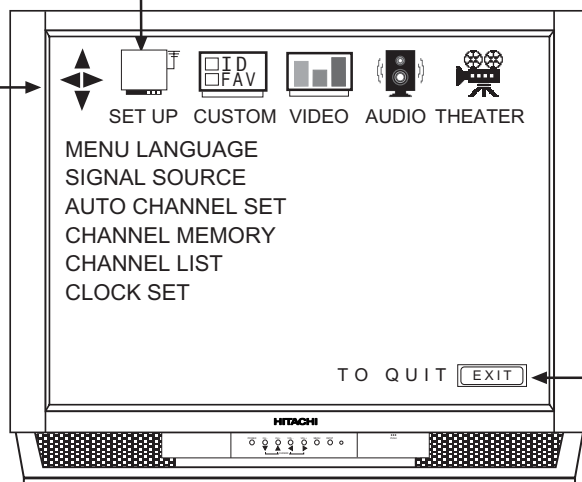 ID
FAV
SET UP CUSTOM VIDEO AUDIO THEATER
MENU LANGUAGE
SIGNAL SOURCE
AUTO CHANNEL SET
CHANNEL MEMORY
CHANNEL LIST
CLOCK SET
TO QUIT EXIT
HITACHI